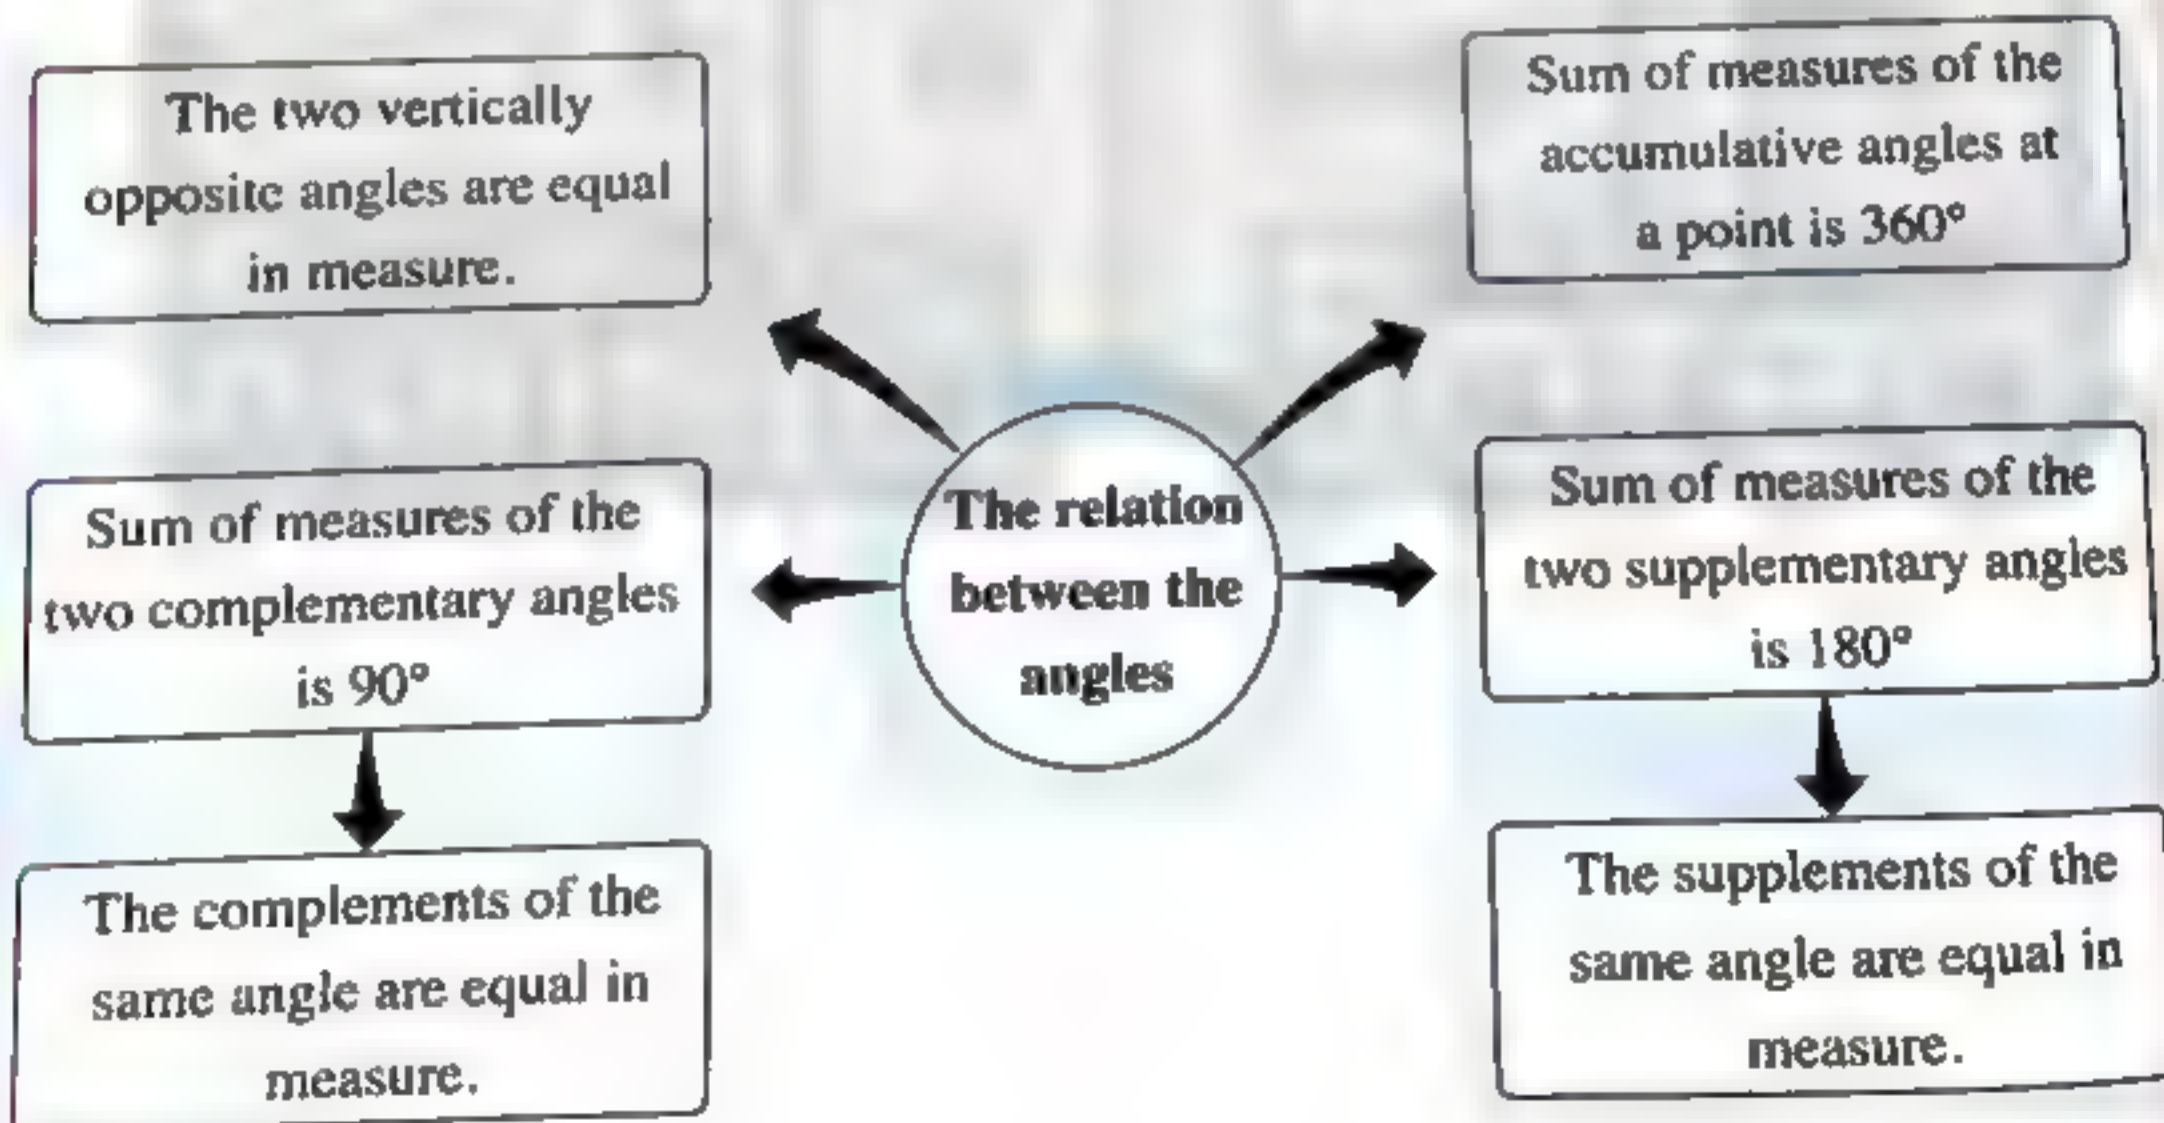 The two vertically
opposite angles are equal
in measure.
Sum of measures of the
accumulative angles at
a point is 360°
The relation
between the
angles
Sum of measures of the
two complementary angles
is 90°
Sum of measures of the
two supplementary angles
is 180°
The complements of the
same angle are equal in
measure.
The supplements of the
same angle are equal in
measure.